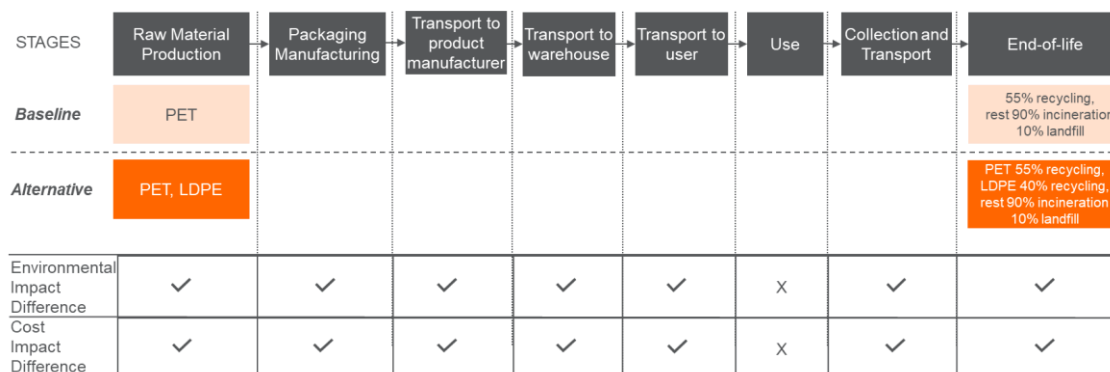 STAGES
Raw Material
Production
Packaging
Manufacturing
Transport to
product
manufacturer
Transport to
warehouse
Transport to
user
Use
Collection and
Transport
End-of-life
Baseline
PET
55% recycling,
rest 90% incineration
10% landfill
Alternative
PET, LDPE
PET 55% recycling,
LDPE 40% recycling,
rest 90% incineration
10% landfill
Environmental
Impact
Difference
✓ ✓ ✓ ✓ ✓ X ✓ ✓
Cost
Impact
Difference
✓ ✓ ✓ ✓ ✓ X ✓ ✓